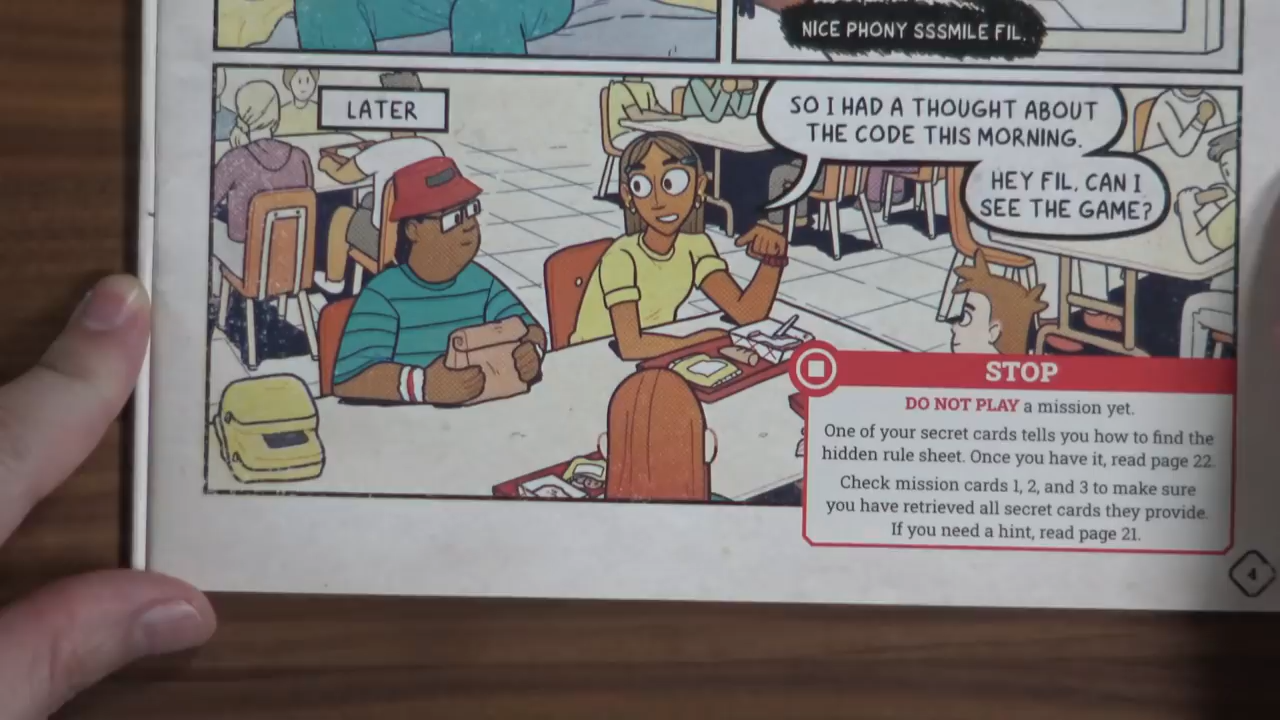 NICE PHONY SSSMILE FIL.
LATER
SO I HAD A THOUGHT ABOUT
THE CODE THIS MORNING.
HEY FIL, CAN I
SEE THE GAME?
STOP
DO NOT PLAY a mission yet.
One of your secret cards tells you how to find the
hidden rule sheet. Once you have it, read page 22.
Check mission cards 1, 2, and 3 to make sure
you have retrieved all secret cards they provide.
If you need a hint, read page 21.
4